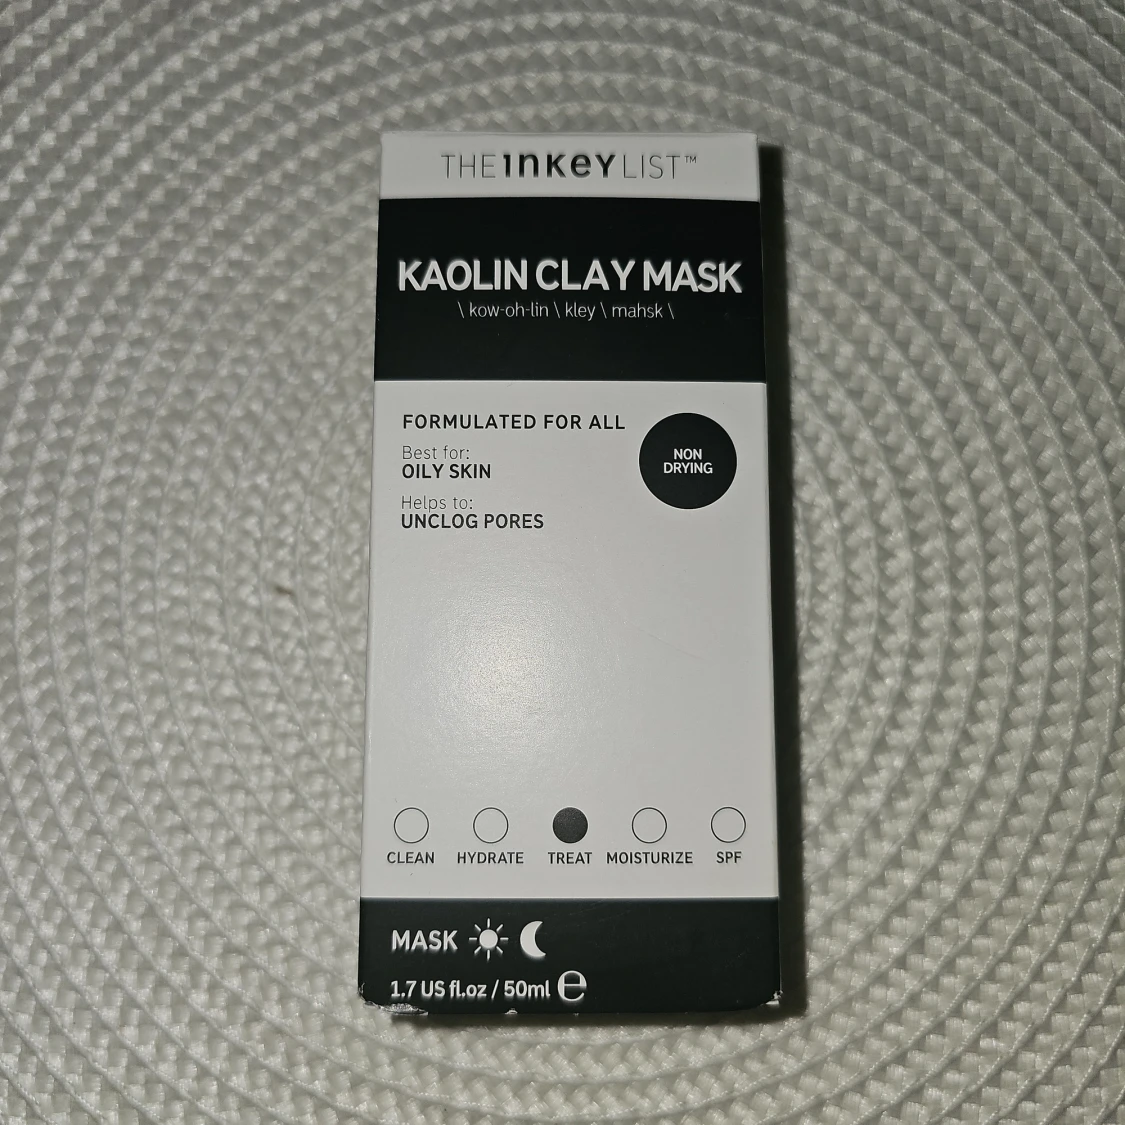 THE INKEY LIST™
KAOLIN CLAY MASK
\ kow-oh-lin \ kley \ mahsk \
FORMULATED FOR ALL
Best for:
OILY SKIN
Helps to:
UNCLOG PORES
NON
DRYING
CLEAN HYDRATE TREAT MOISTURIZE SPF
MASK
1.7 US fl.oz / 50ml ℮